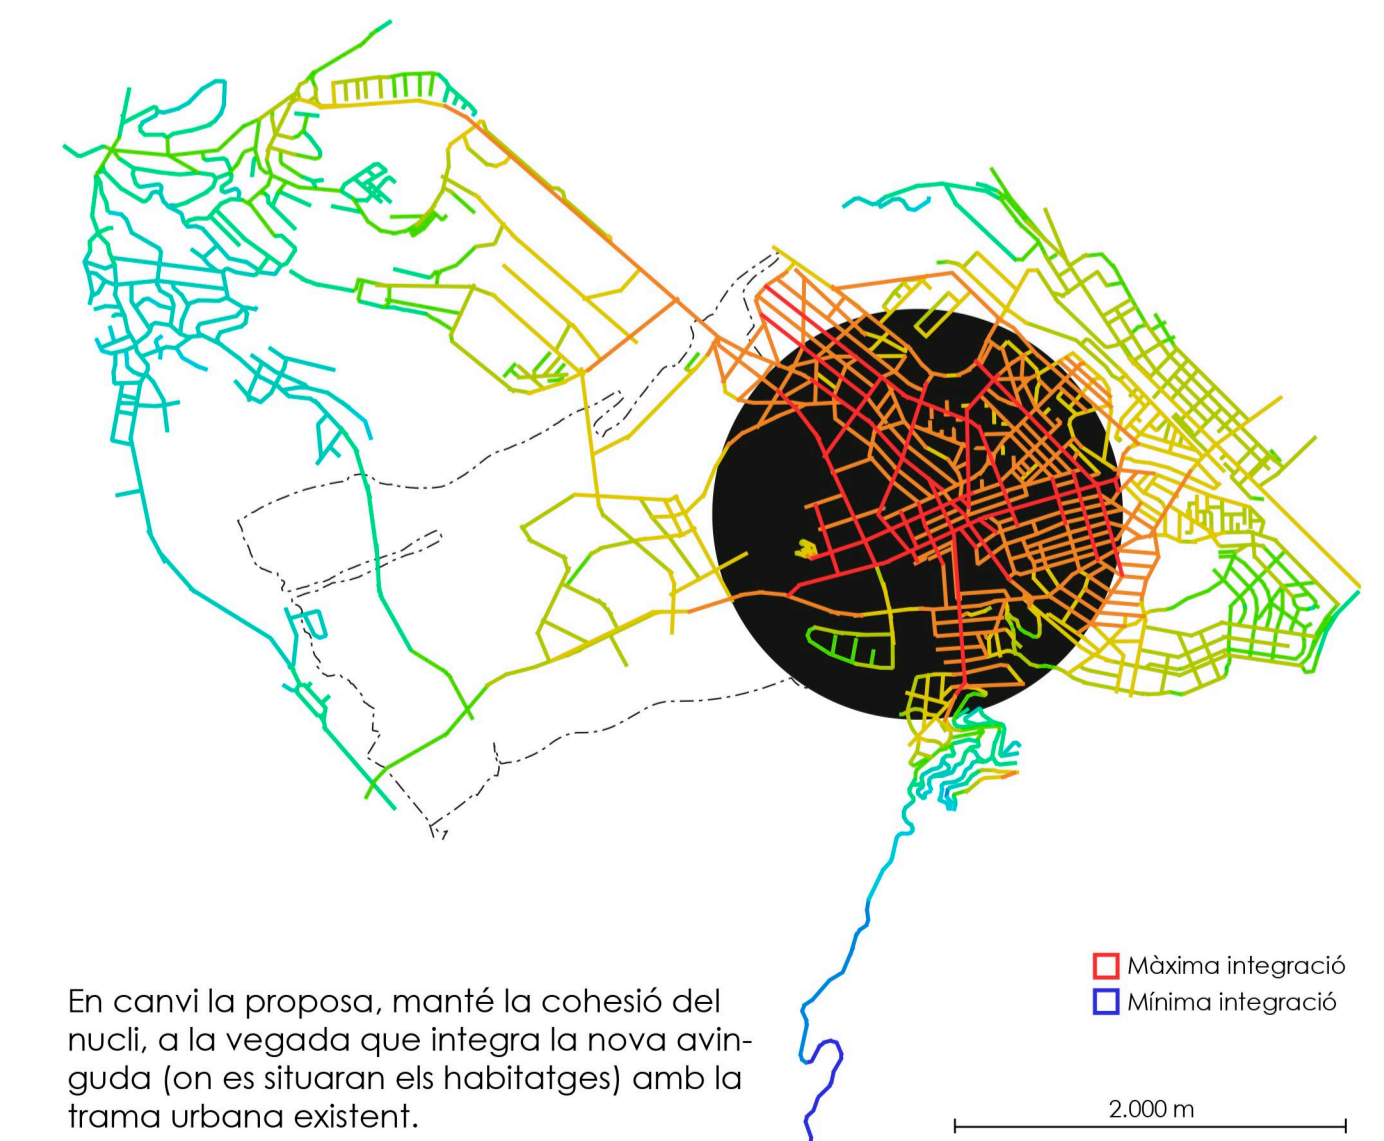 En canvi la proposa, manté la cohesió del
nucli, a la vegada que integra la nova avin-
guda (on es situaran els habitatges) amb la
trama urbana existent.
Màxima integració
Mínima integració
2.000 m